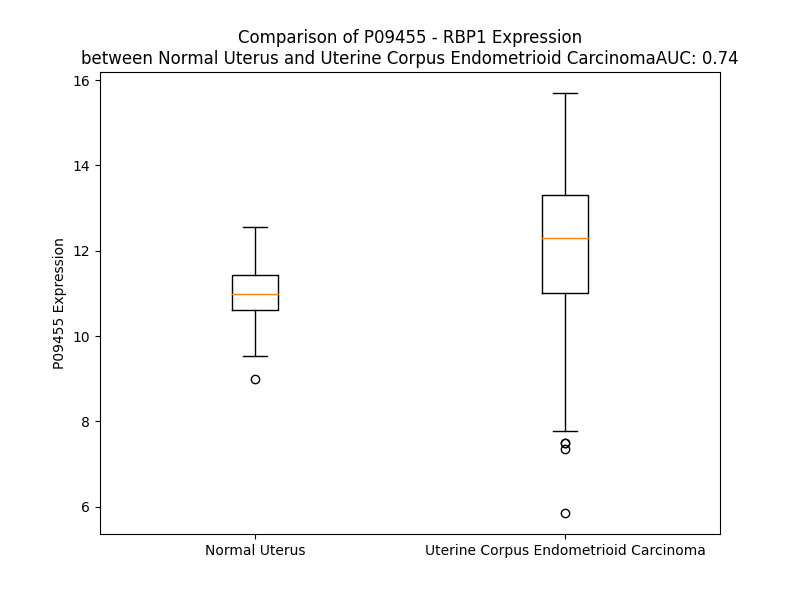 Comparison of P09455 - RBP1 Expression
between Normal Uterus and Uterine Corpus Endometrioid CarcinomaAUC: 0.74
16
14
12
10
8
6
P09455 Expression
Normal Uterus
Uterine Corpus Endometrioid Carcinoma